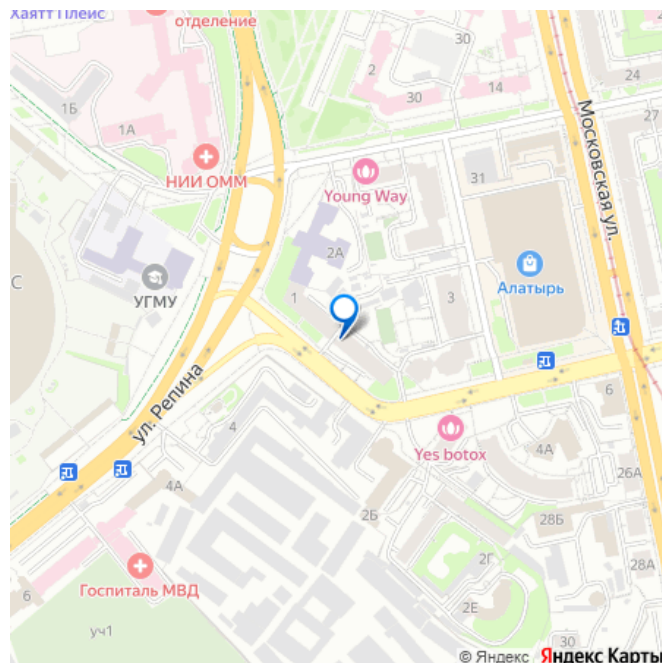 Хаятт Плейс
отделение
30
2
24
1Б
30
14
1А
27
НИИ ОММ
Московская ул.
31
Young Way
2А
С
УГМУ
Алатырь
1
3
ул. Репина
6
4
Yes botox
4А
26А
4А
2Б
28Б
2Г
28А
Госпиталь МВД
6
2Е
уч1
30
© Яндекс Яндекс Карты